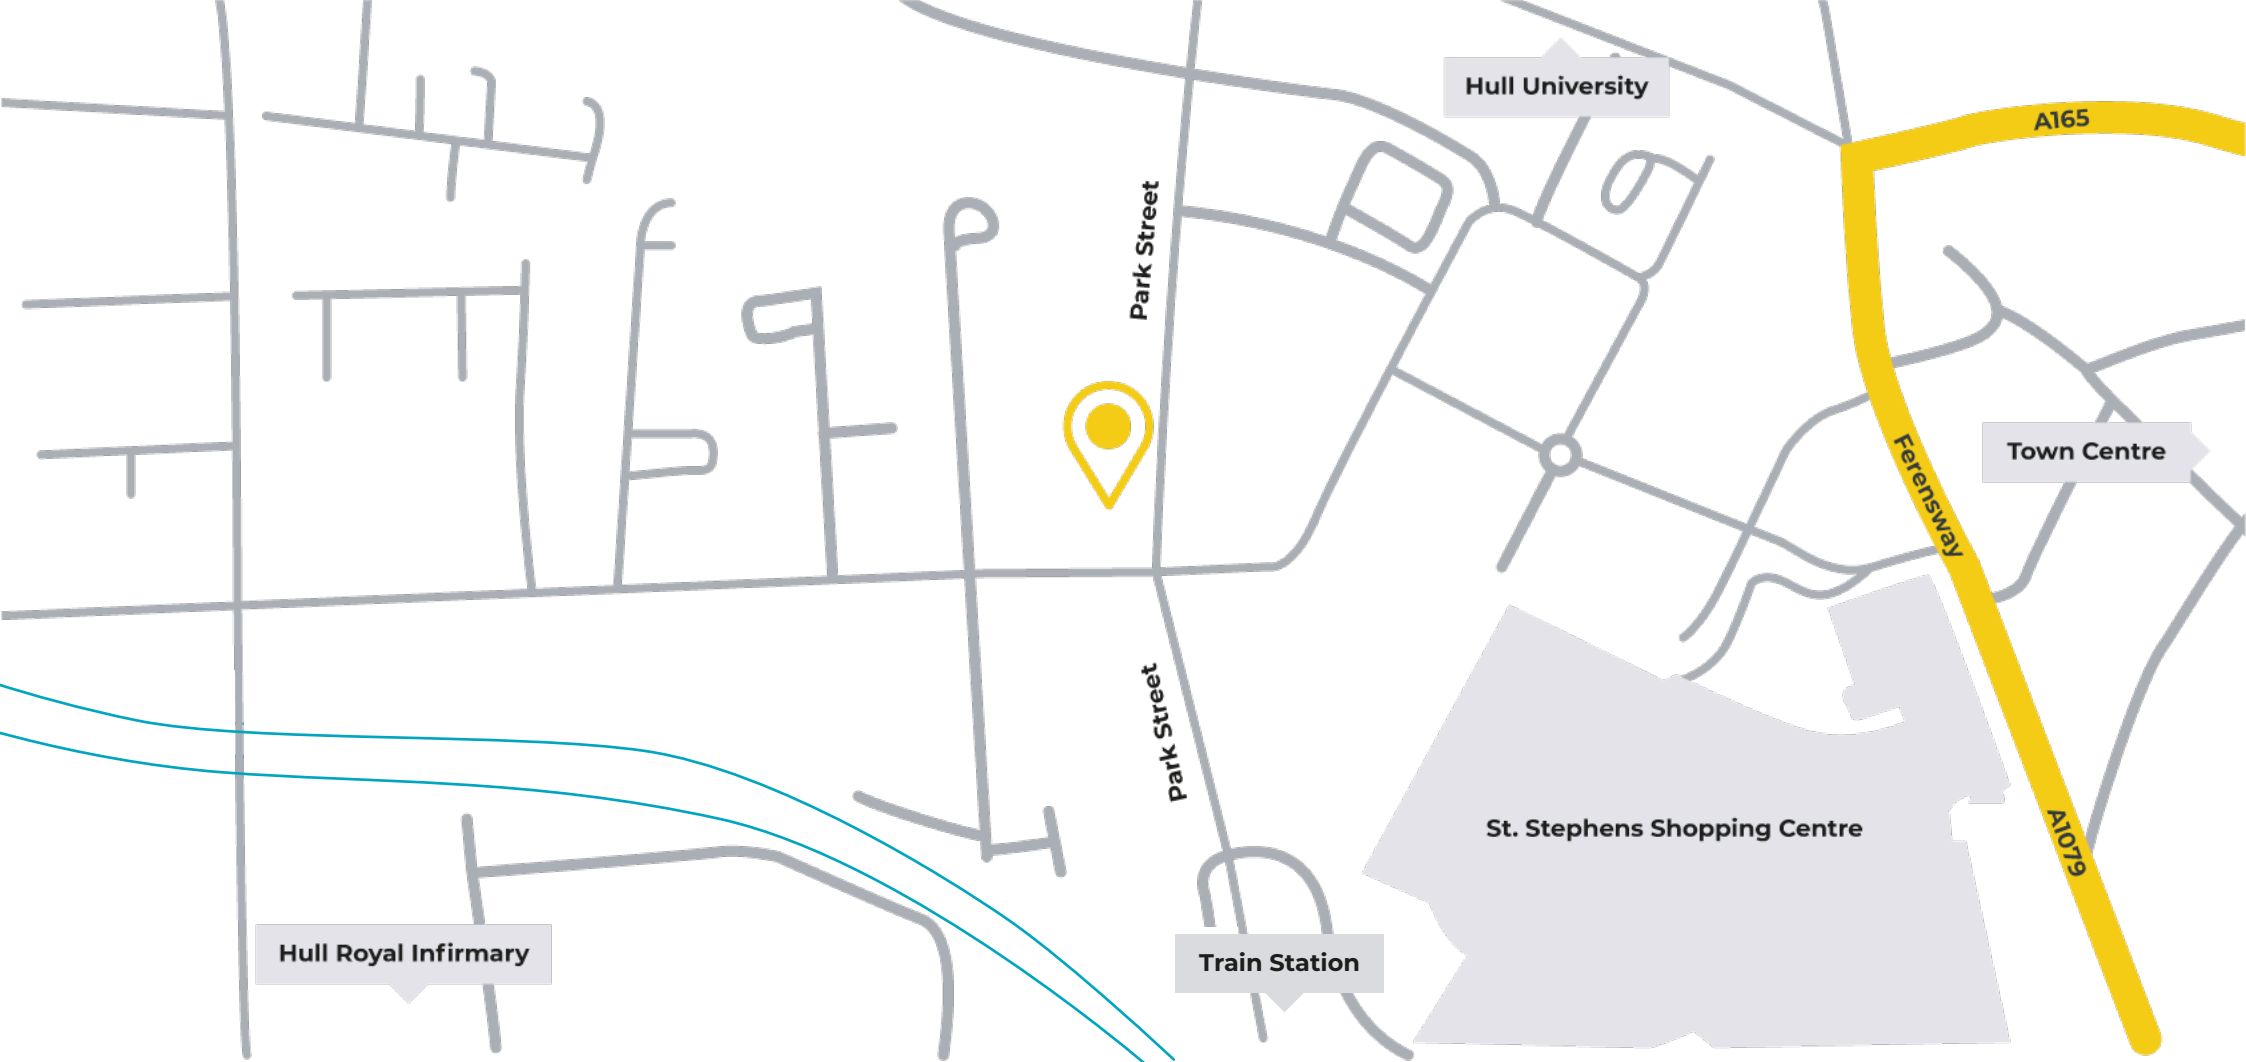 Hull University
A165
Park Street
Town Centre
Ferensway
Park Street
St. Stephens Shopping Centre
A1079
Hull Royal Infirmary
Train Station